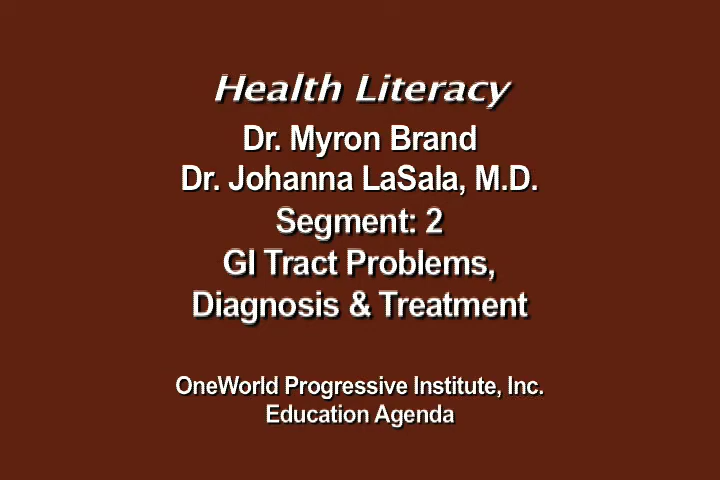 Health Literacy
Dr. Myron Brand
Dr. Johanna LaSala, M.D.
Segment: 2
GI Tract Problems,
Diagnosis & Treatment
OneWorld Progressive Institute, Inc.
Education Agenda